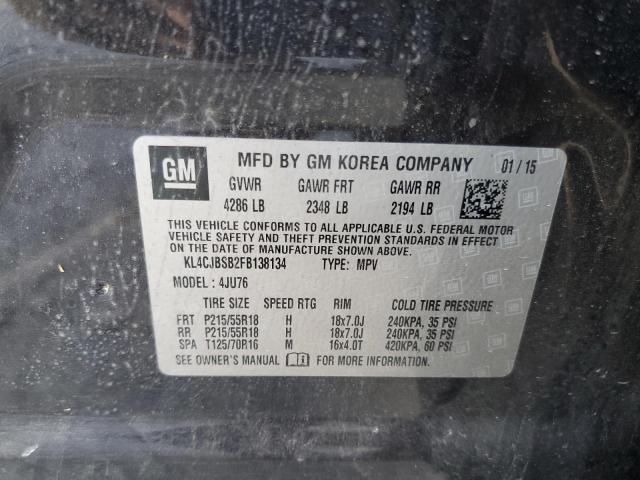 GM MFD BY GM KOREA COMPANY 01/15
GVWR GAWR FRT GAWR RR
4286 LB 2348 LB 2194 LB
THIS VEHICLE CONFORMS TO ALL APPLICABLE U.S. FEDERAL MOTOR
VEHICLE SAFETY AND THEFT PREVENTION STANDARDS IN EFFECT
ON THE DATE OF MANUFACTURE SHOWN ABOVE.
KL4CJBSB2FB138134 TYPE: MPV
MODEL: 4JU76
TIRE SIZE SPEED RTG RIM COLD TIRE PRESSURE
FRT P215/55R18 H 18x7.0J 240KPA, 35 PSI
RR P215/55R18 H 18x7.0J 240KPA, 35 PSI
SPA T125/70R16 M 16x4.0T 420KPA, 60 PSI
SEE OWNER'S MANUAL FOR MORE INFORMATION.